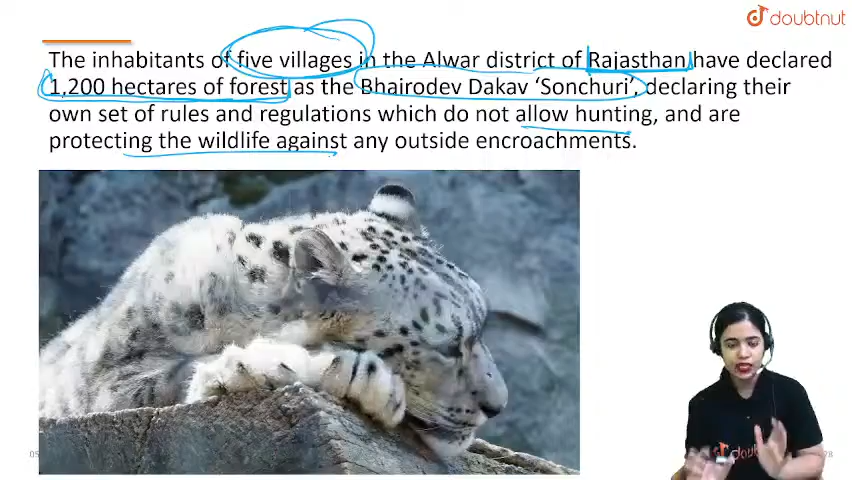 doubtnut
The inhabitants of five villages in the Alwar district of Rajasthan have declared
1,200 hectares of forest as the Bhairodev Dakav ‘Sonchuri’, declaring their
own set of rules and regulations which do not allow hunting, and are
protecting the wildlife against any outside encroachments.
05
78